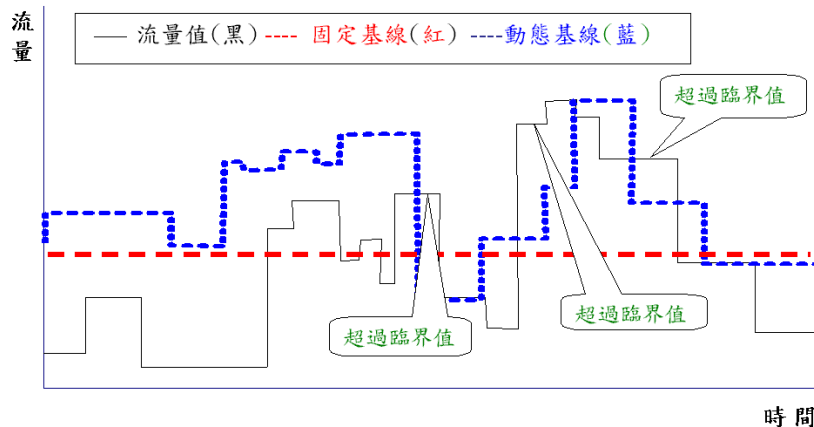 流量
流量值(黑) ---- 固定基線(紅) ----動態基線(藍)
超過臨界值
超過臨界值
超過臨界值
時間